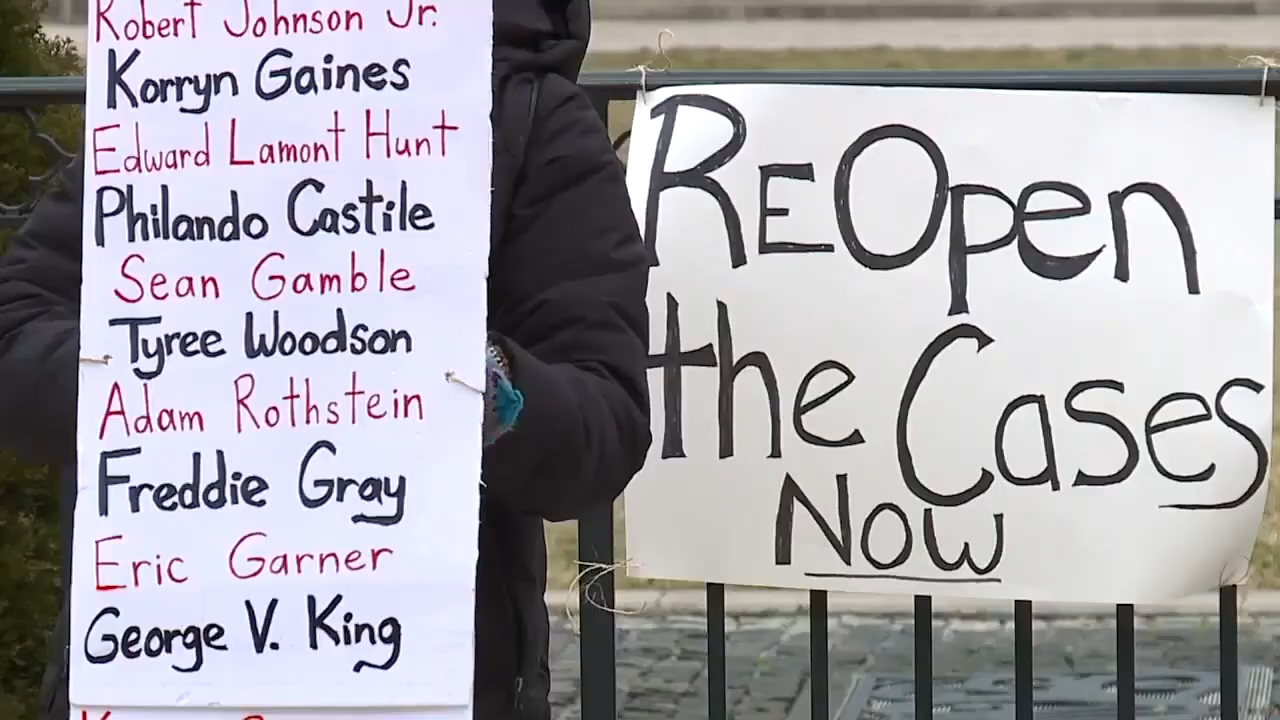 Robert Johnson Jr.
Korryn Gaines
Edward Lamont Hunt
Philando Castile
Sean Gamble
Tyree Woodson
Adam Rothstein
Freddie Gray
Eric Garner
George V. King
REOpen
the Cases
NOW